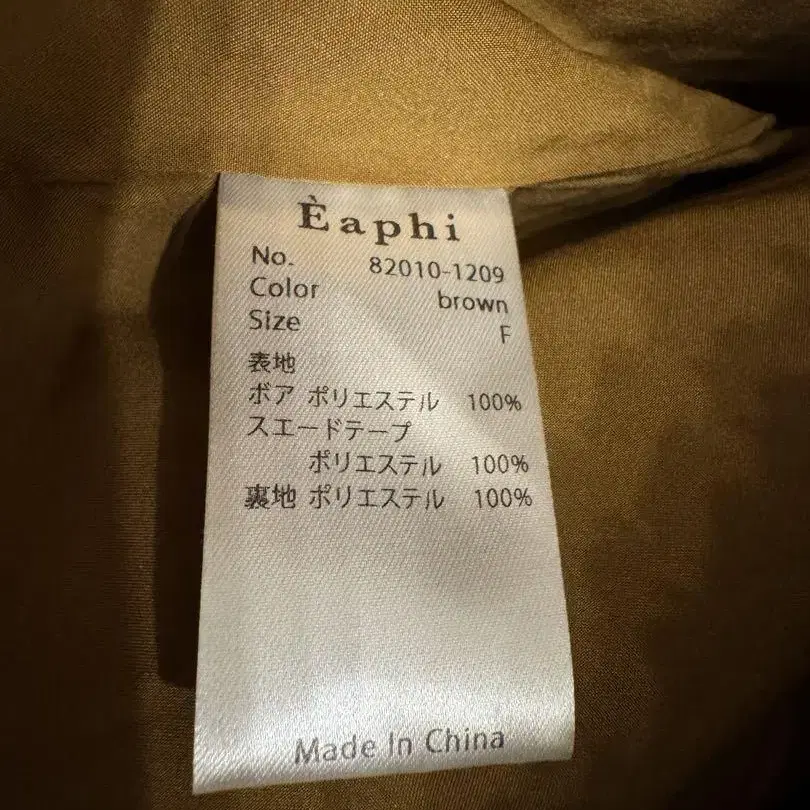 Èaphi
No. 82010-1209
Color brown
Size F
表地
ボア ポリエステル 100%
スエードテープ
ポリエステル 100%
裏地 ポリエステル 100%
Made In China